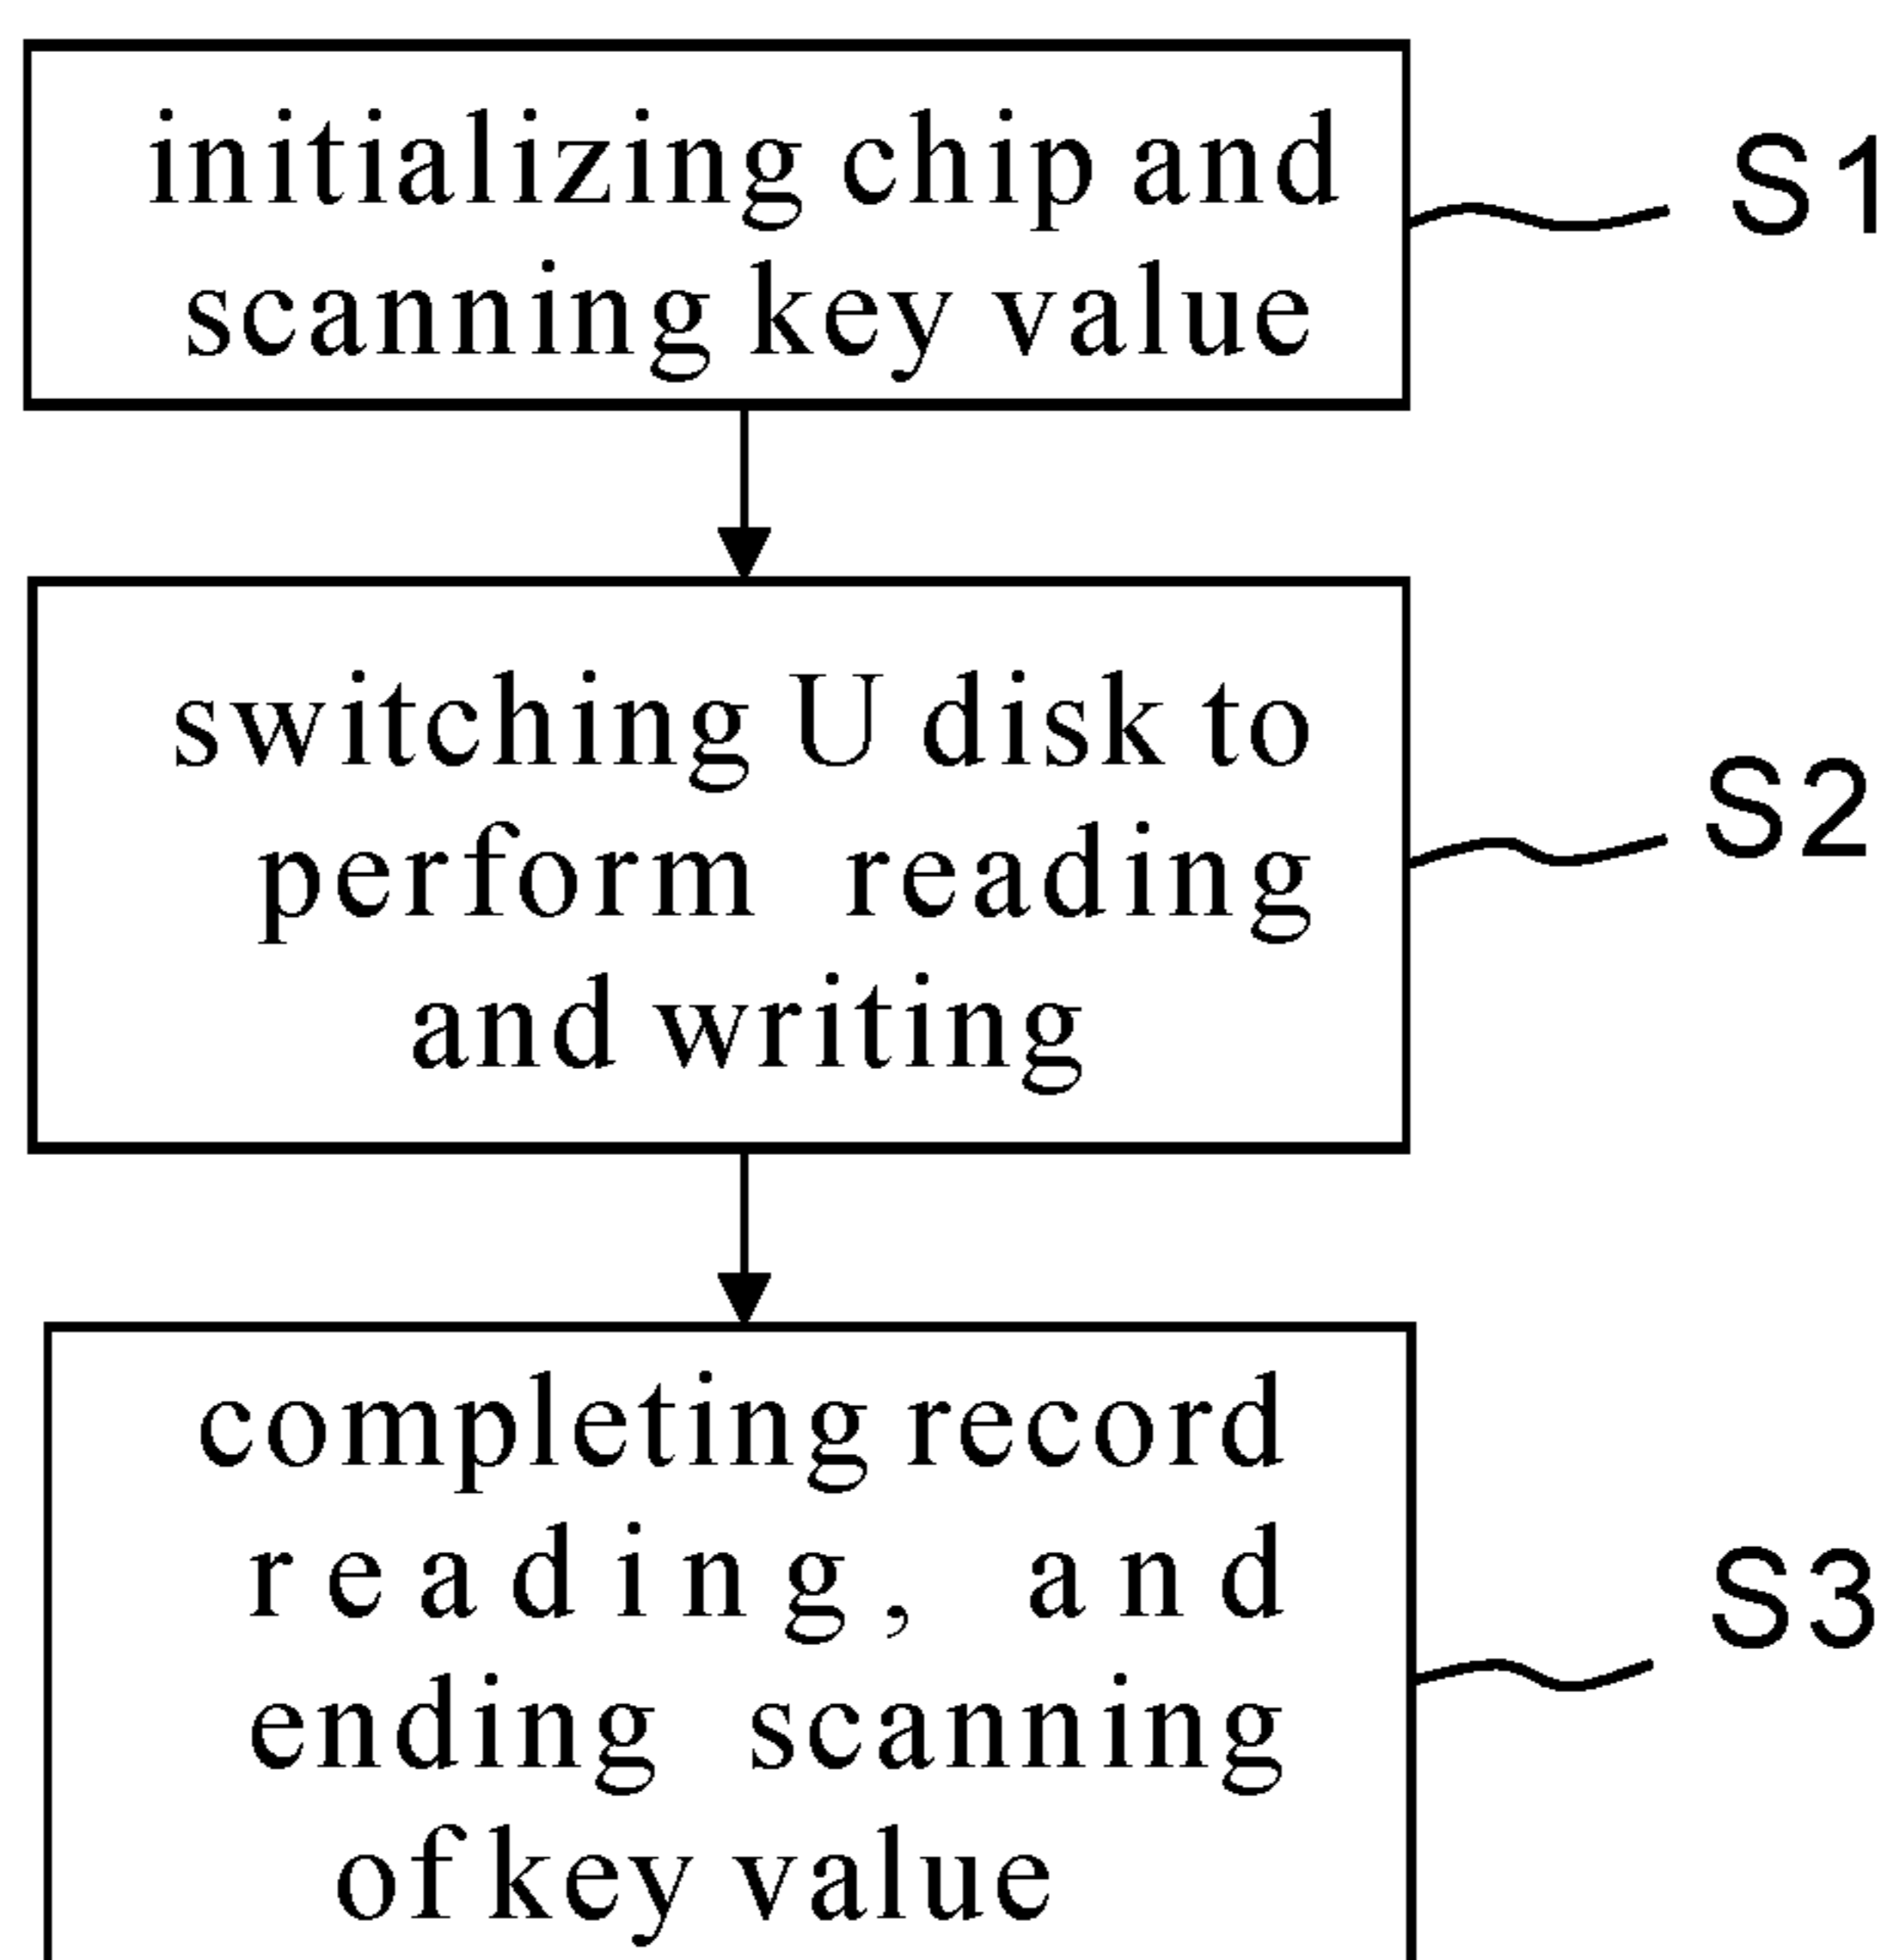 initializing chip and
scanning key value
S1
switching U disk to
perform reading
and writing
S2
completing record
reading, and
ending scanning
of key value
S3